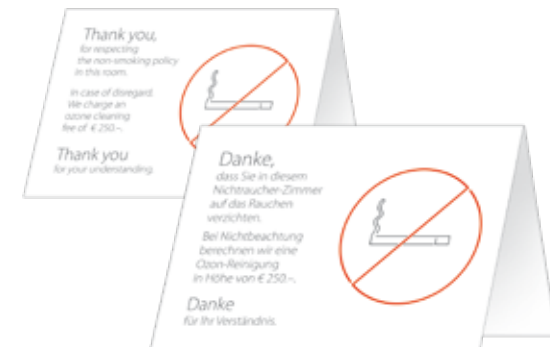 Thank you,
for respecting
the non-smoking policy
in this room.
In case of disregard.
We charge an
ozone cleaning
fee of € 250.–.
Thank you
for your understanding.
Danke,
dass Sie in diesem
Nichtraucher-Zimmer
auf das Rauchen
verzichten.
Bei Nichtbeachtung
berechnen wir eine
Ozon-Reinigung
in Höhe von € 250.–.
Danke
für Ihr Verständnis.